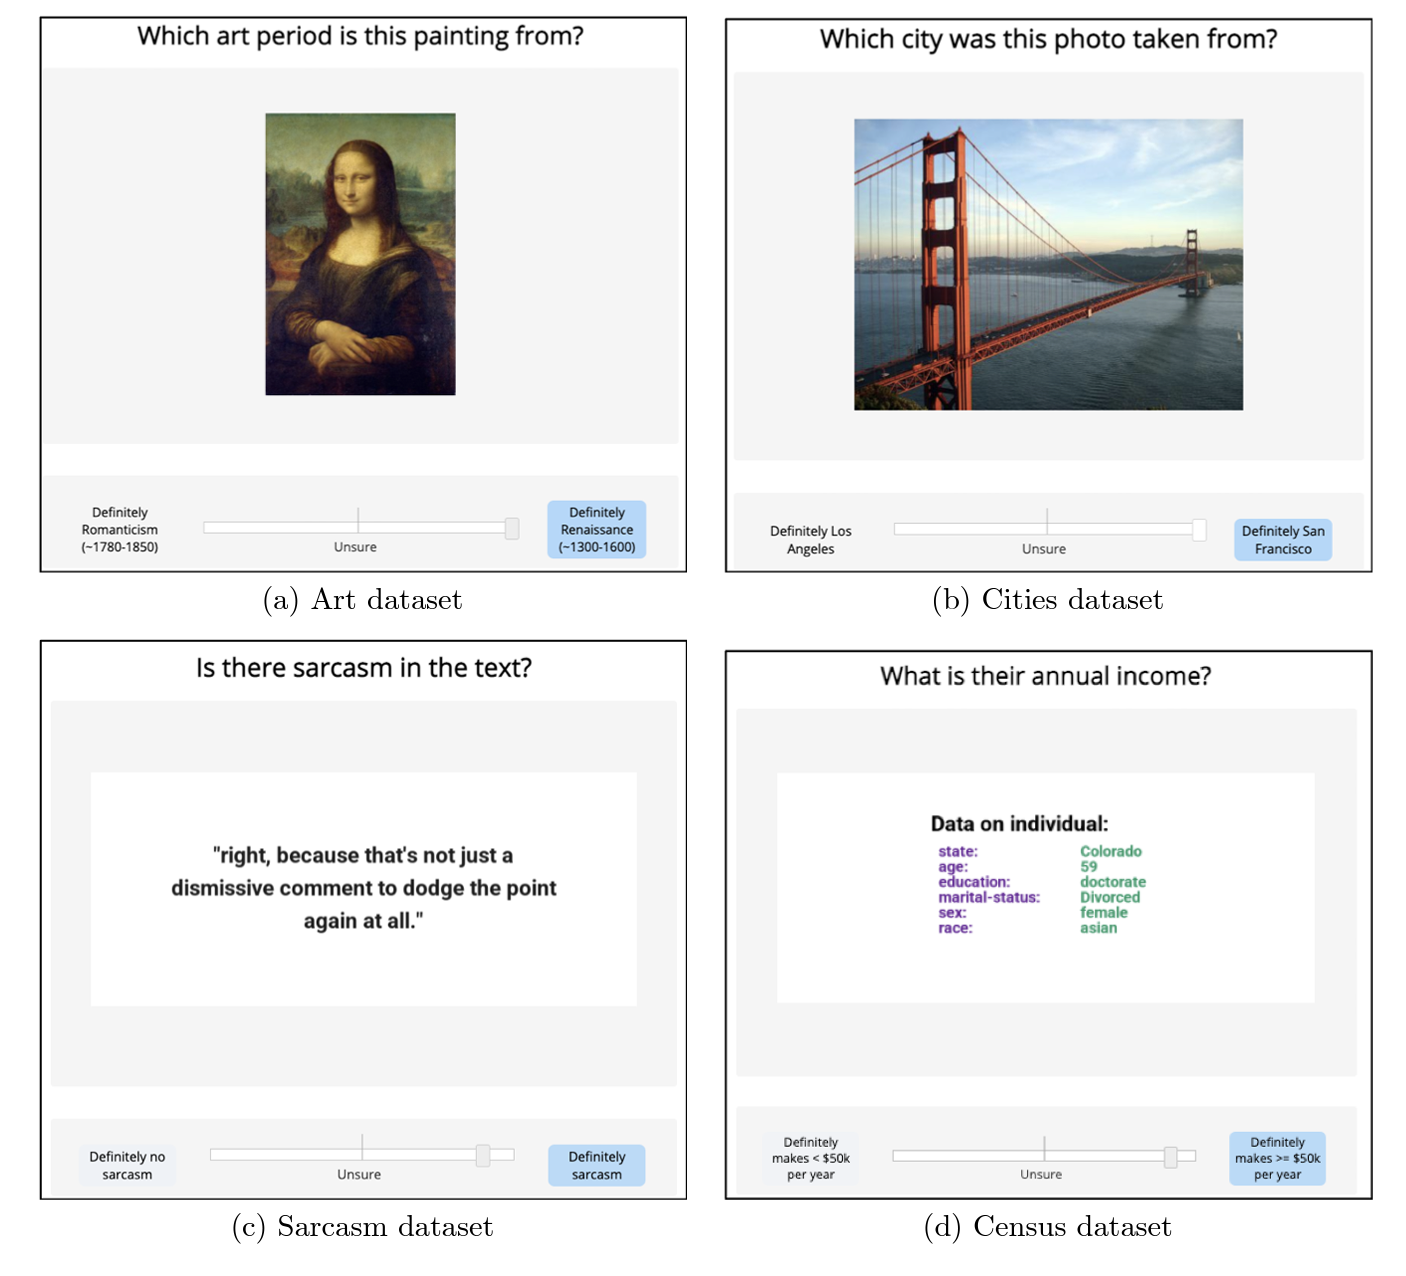 Which art period is this painting from?
Definitely
Romanticism
(~1780-1850)
Unsure
Definitely
Renaissance
(~1300-1600)
(a) Art dataset
Which city was this photo taken from?
Definitely Los
Angeles
Unsure
Definitely San
Francisco
(b) Cities dataset
Is there sarcasm in the text?
"right, because that's not just a
dismissive comment to dodge the point
again at all."
Definitely no
sarcasm
Unsure
Definitely
sarcasm
(c) Sarcasm dataset
What is their annual income?
Data on individual:
state: Colorado
age: 59
education: doctorate
marital-status: Divorced
sex: female
race: asian
Definitely
makes < $50k
per year
Unsure
Definitely
makes >= $50k
per year
(d) Census dataset